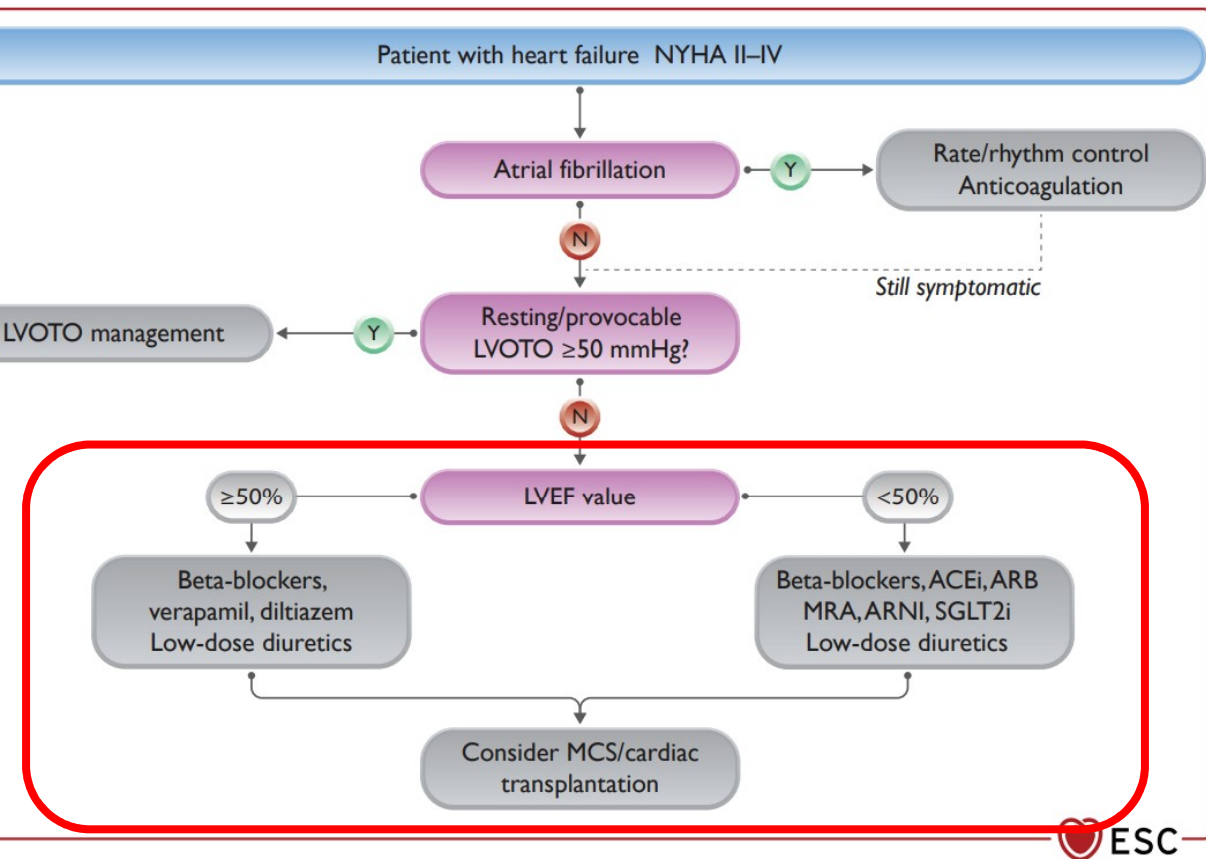 Patient with heart failure NYHA II–IV
Atrial fibrillation
Y
Rate/rhythm control
Anticoagulation
N
Still symptomatic
LVOTO management
Y
Resting/provocable
LVOTO ≥50 mmHg?
N
≥50%
LVEF value
<50%
Beta-blockers,
verapamil, diltiazem
Low-dose diuretics
Beta-blockers, ACEi, ARB
MRA, ARNI, SGLT2i
Low-dose diuretics
Consider MCS/cardiac
transplantation
ESC